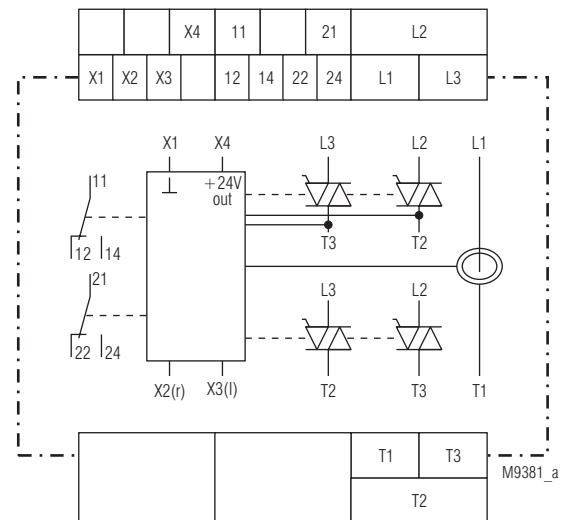 X4 11 21 L2
X1 X2 X3 12 14 22 24 L1 L3
X1 X4 L3 L2 L1
11
+24V
out
T3 T2
12 14
21
L3 L2
22 24
X2(r) X3(l) T2 T3 T1
T1 T3
M9381_a
T2